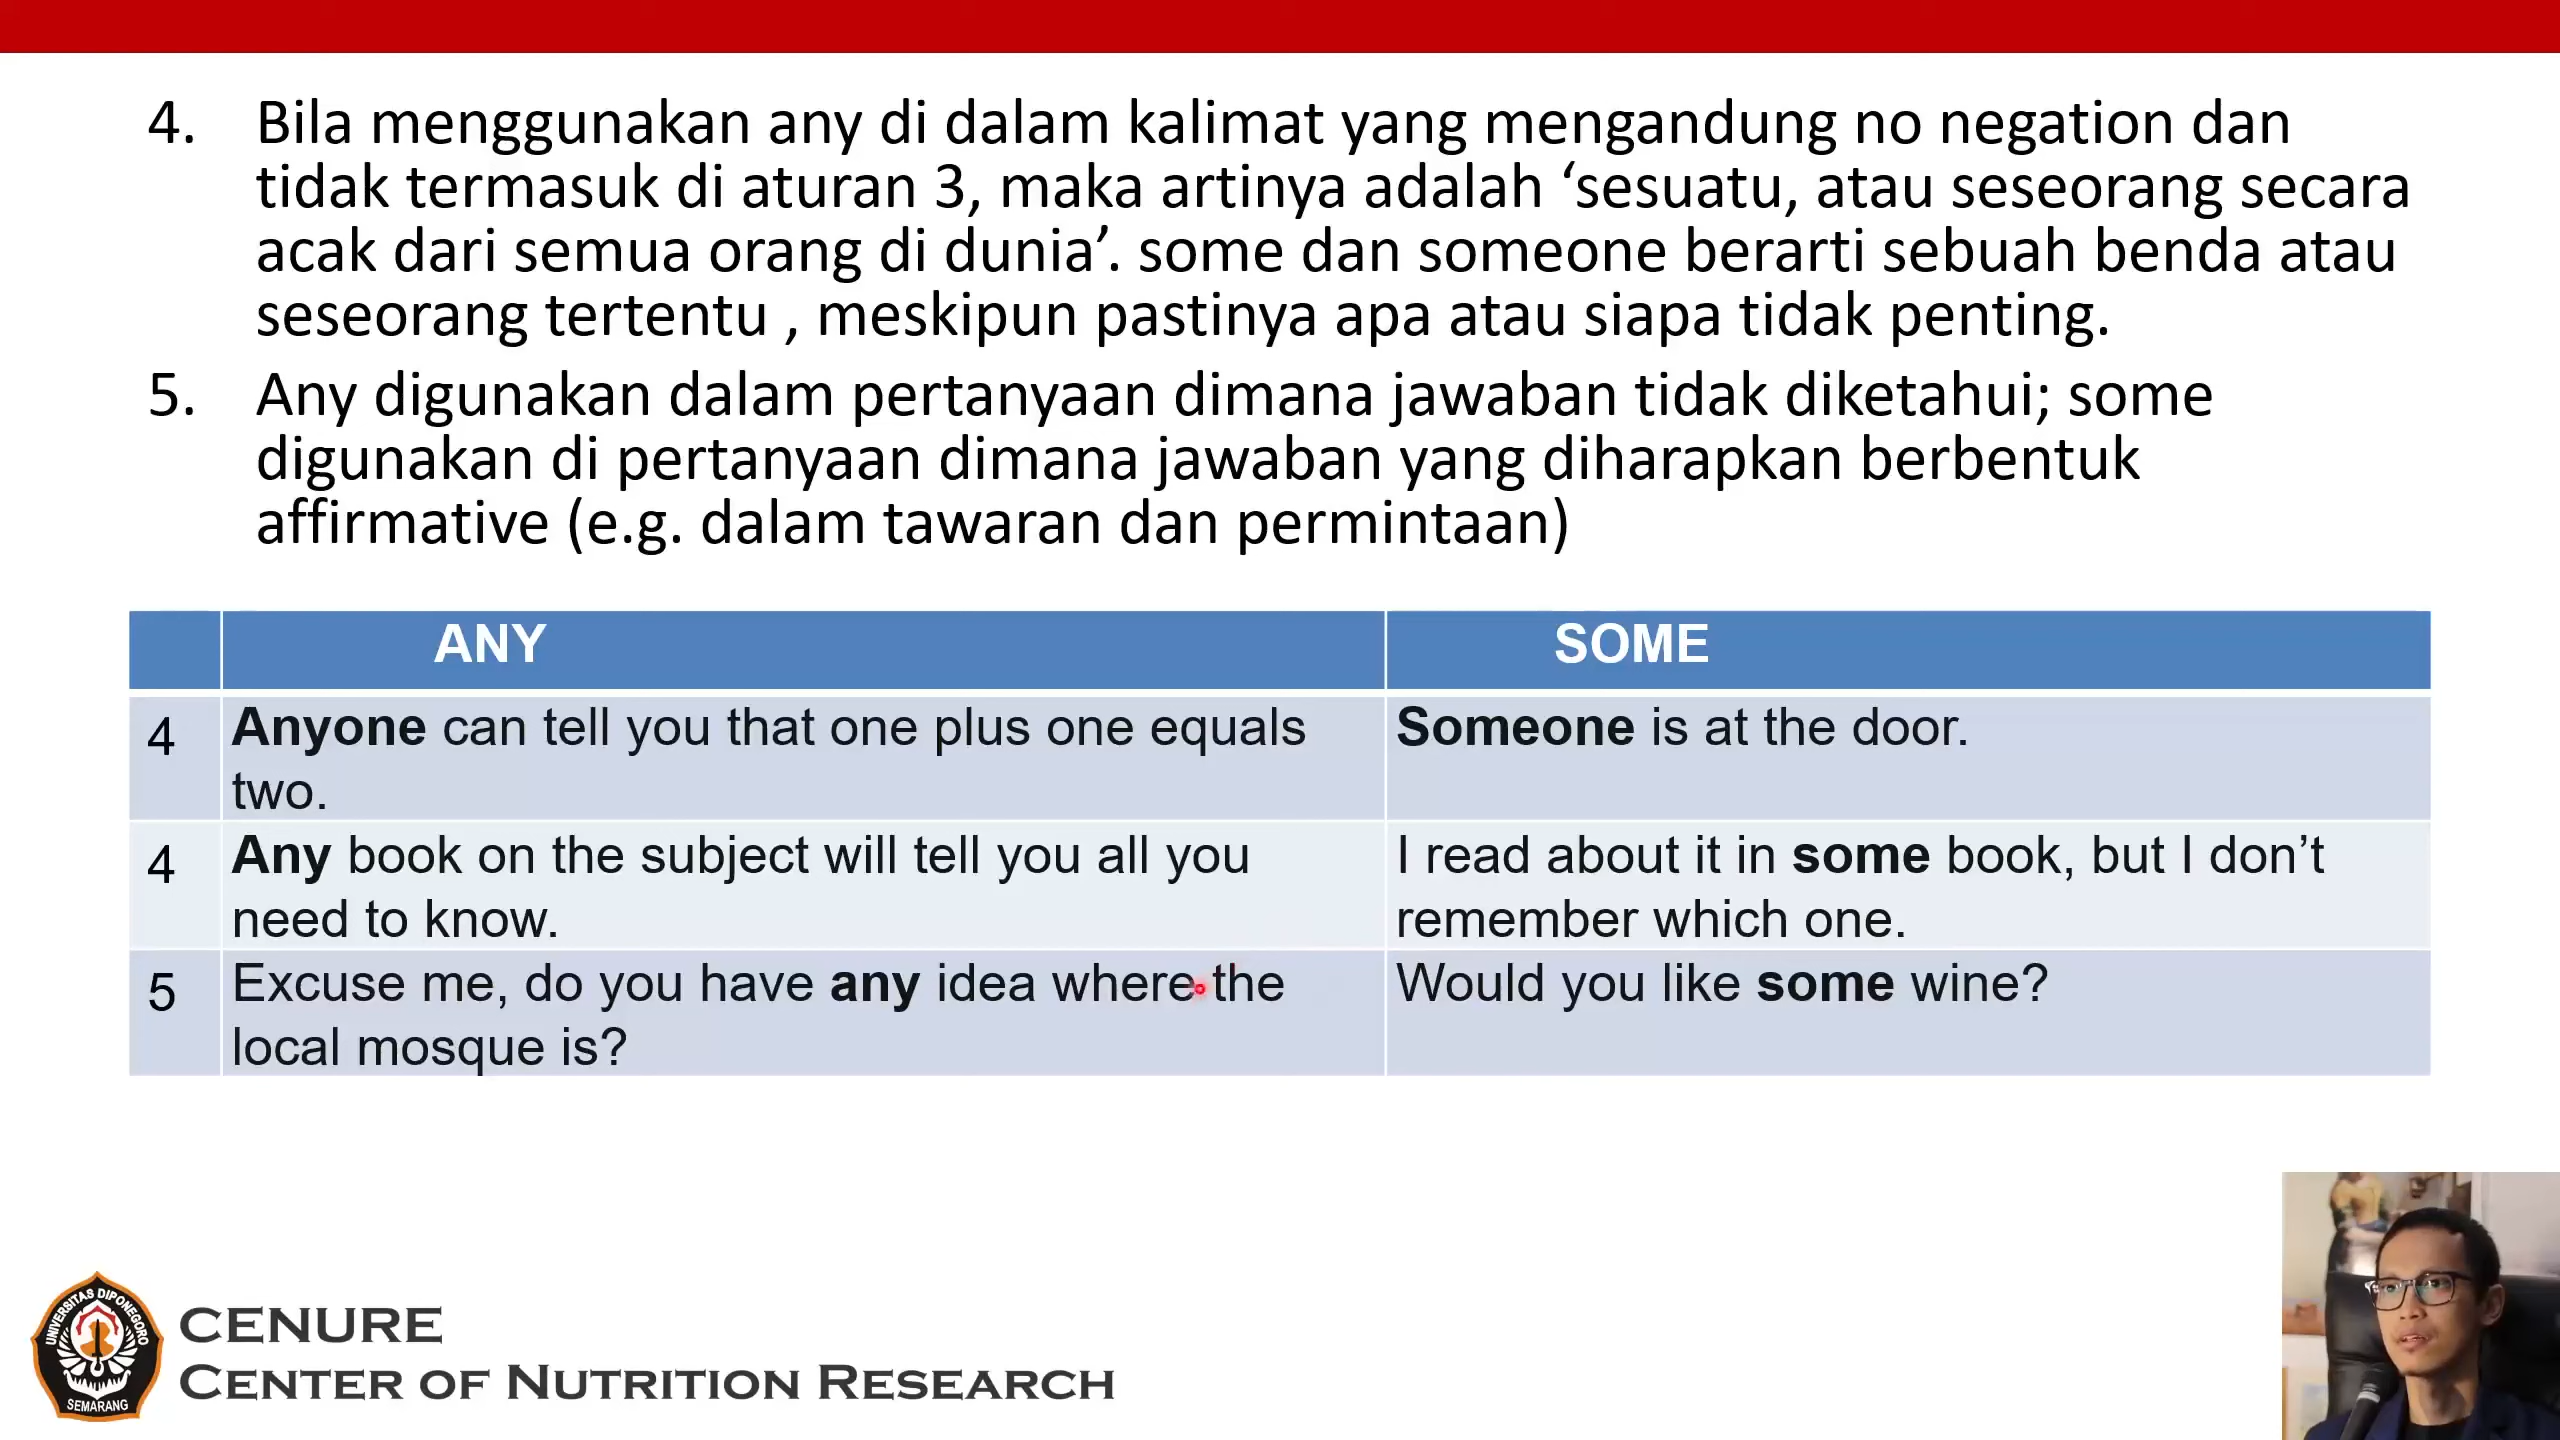 4. Bila menggunakan any di dalam kalimat yang mengandung no negation dan
tidak termasuk di aturan 3, maka artinya adalah ‘sesuatu, atau seseorang secara
acak dari semua orang di dunia’. some dan someone berarti sebuah benda atau
seseorang tertentu , meskipun pastinya apa atau siapa tidak penting.
5. Any digunakan dalam pertanyaan dimana jawaban tidak diketahui; some
digunakan di pertanyaan dimana jawaban yang diharapkan berbentuk
affirmative (e.g. dalam tawaran dan permintaan)
ANY SOME
4 Anyone can tell you that one plus one equals
two.
Someone is at the door.
4 Any book on the subject will tell you all you
need to know.
I read about it in some book, but I don’t
remember which one.
5 Excuse me, do you have any idea where the
local mosque is?
Would you like some wine?
UNIVERSITAS DIPONEGORO
SEMARANG
CENURE
CENTER OF NUTRITION RESEARCH